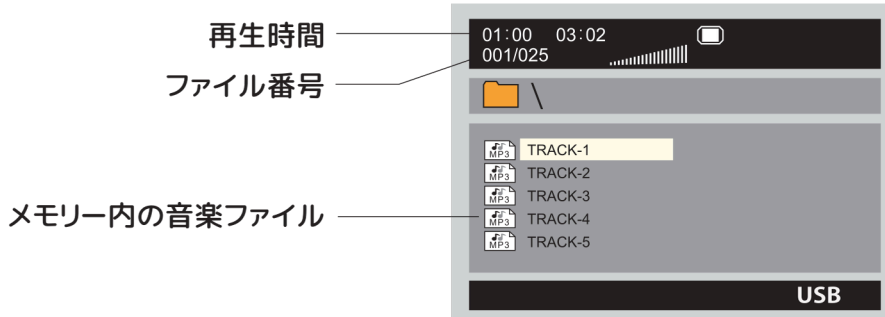 再生時間
ファイル番号
メモリー内の音楽ファイル
01:00 03:02
001/025
\
MP3 TRACK-1
MP3 TRACK-2
MP3 TRACK-3
MP3 TRACK-4
MP3 TRACK-5
USB